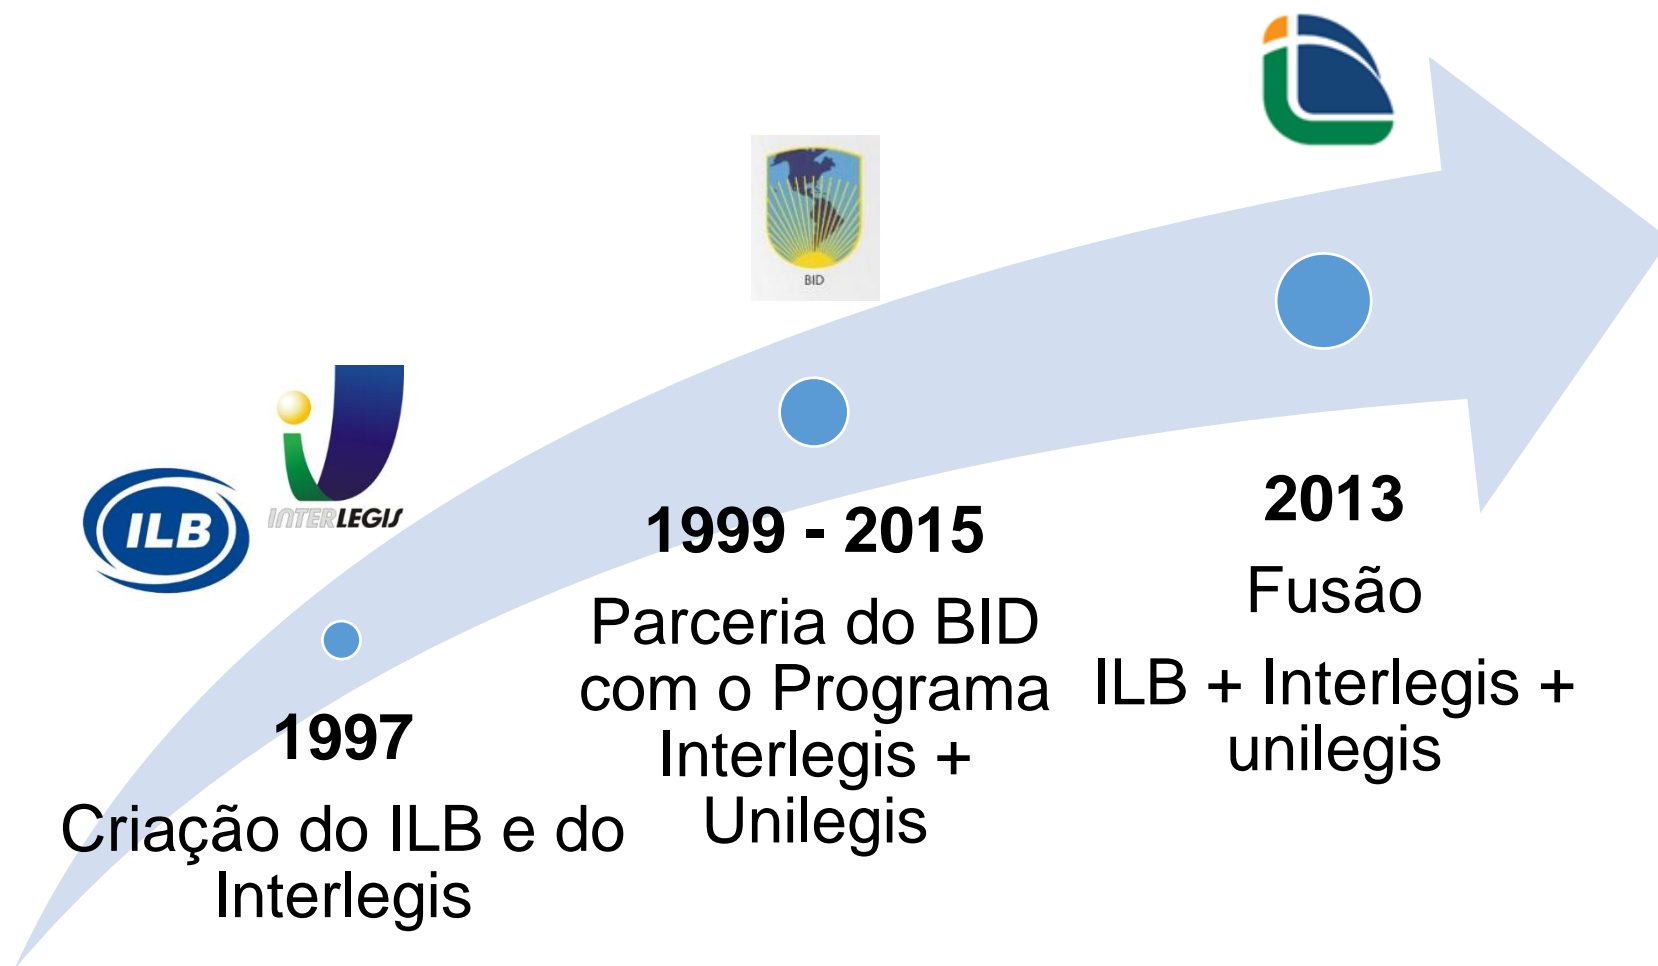 ILB
INTERLEGIS
1997
Criação do ILB e do
Interlegis
BID
1999 - 2015
Parceria do BID
com o Programa
Interlegis +
Unilegis
2013
Fusão
ILB + Interlegis +
unilegis